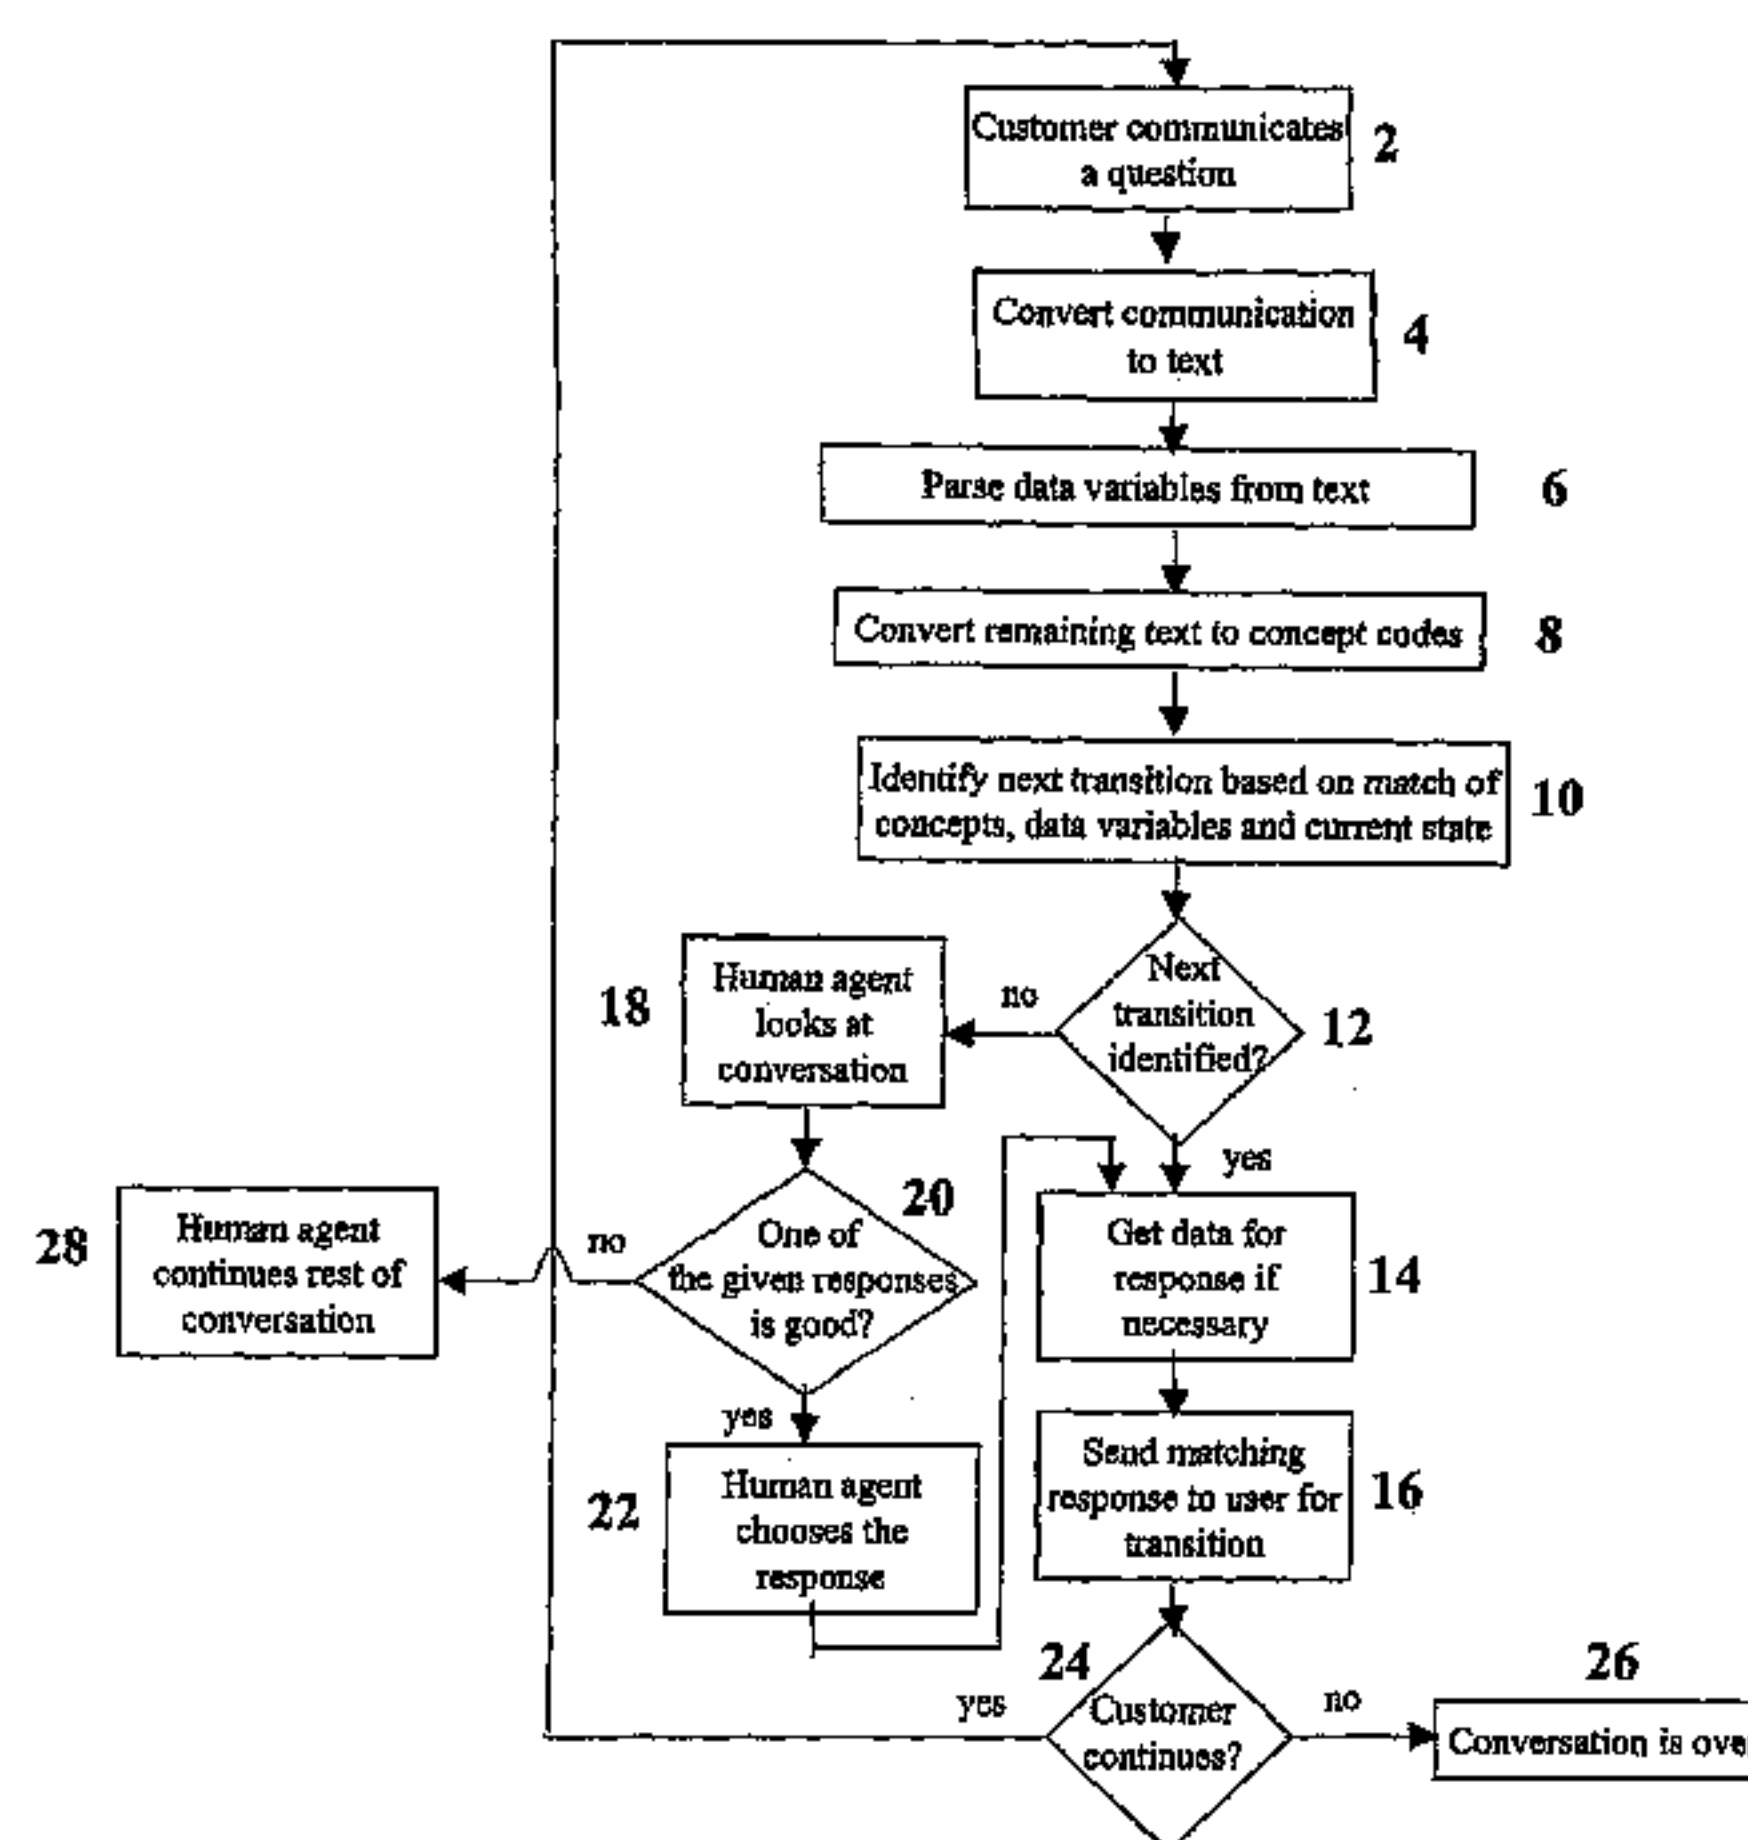 Customer communicates
a question
2
Convert communication
to text
4
Parse data variables from text
6
Convert remaining text to concept codes
8
Identify next transition based on match of
concepts, data variables and current state
10
Next
transition
identified?
12
no
Human agent
looks at
conversation
18
yes
20
One of
the given responses
is good?
no
Human agent
continues rest of
conversation
28
Get data for
response if
necessary
14
yes
Human agent
chooses the
response
22
Send matching
response to user for
transition
16
24
Customer
continues?
yes
no
26
Conversation is ove